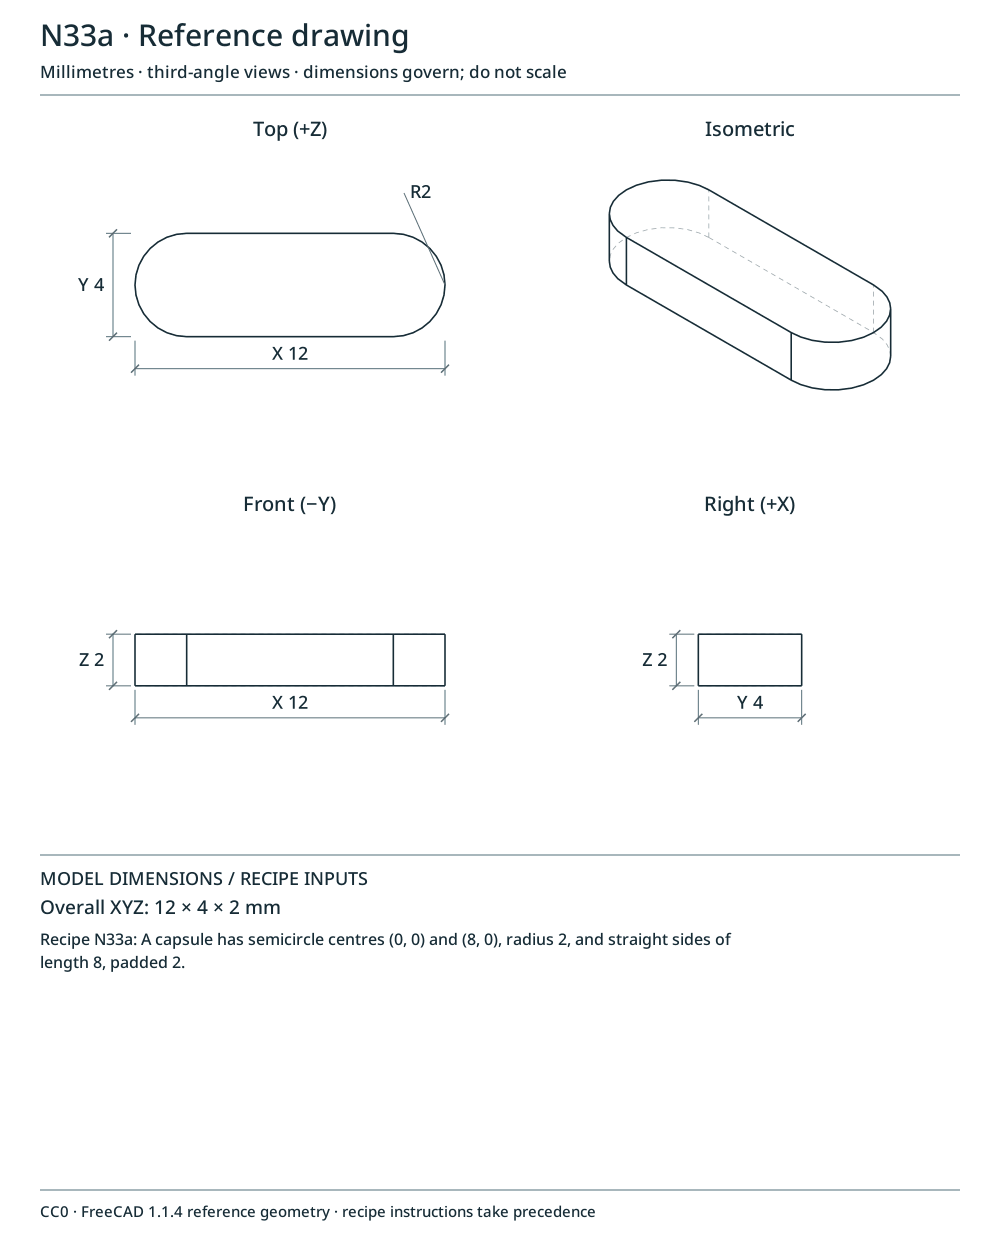 N33a · Reference drawing
Millimetres · third-angle views · dimensions govern; do not scale
Top (+Z)
Isometric
R2
Y 4
X 12
Front (−Y)
Right (+X)
Z 2
X 12
Z 2
Y 4
MODEL DIMENSIONS / RECIPE INPUTS
Overall XYZ: 12 × 4 × 2 mm
Recipe N33a: A capsule has semicircle centres (0, 0) and (8, 0), radius 2, and straight sides of
length 8, padded 2.
CC0 · FreeCAD 1.1.4 reference geometry · recipe instructions take precedence